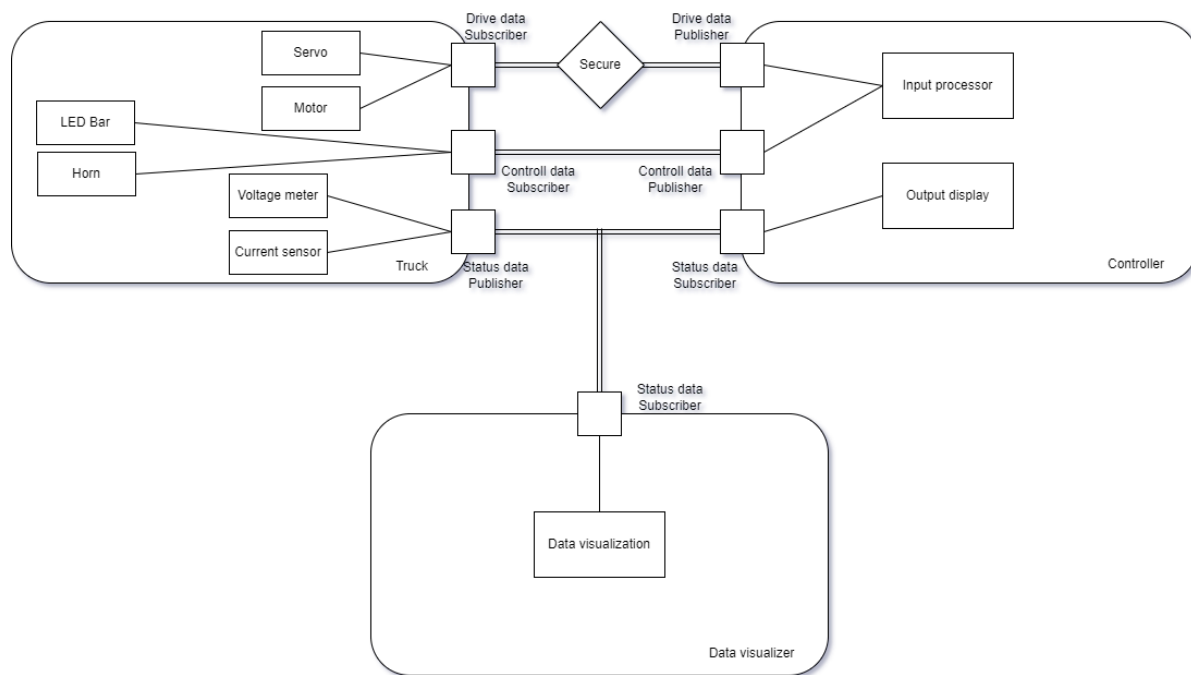 Drive data
Subscriber
Drive data
Publisher
Servo
Secure
Input processor
Motor
LED Bar
Horn
Controll data
Subscriber
Controll data
Publisher
Voltage meter
Output display
Current sensor
Truck
Status data
Publisher
Status data
Subscriber
Controller
Status data
Subscriber
Data visualization
Data visualizer